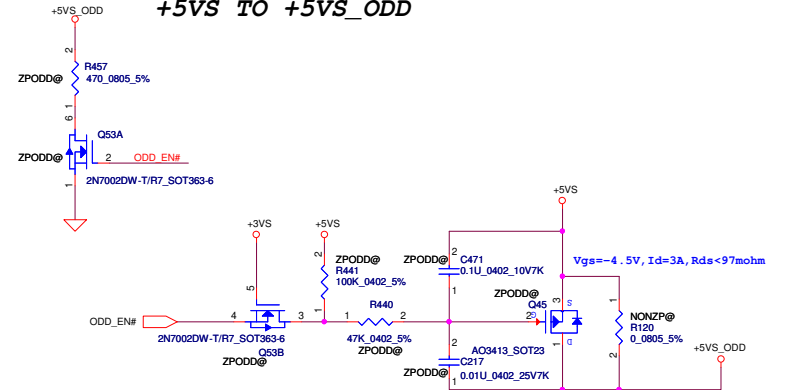 +5VS TO +5VS_ODD
+5VS_ODD
2
R457
470_0805_5%
ZPODD@
1
6
Q53A
ZPODD@
2
ODD_EN#
1
2N7002DW-T/R7_SOT363-6
+5VS
+3VS
+5VS
2
ZPODD@
R441
100K_0402_5%
1
ZPODD@
2
C471
0.1U_0402_10V7K
1
Vgs=-4.5V,Id=3A,Rds<97mohm
ZPODD@
Q45
3
S
2
G
D
1
1
NONZP@
R120
0_0805_5%
2
5
ODD_EN#
4
3
2N7002DW-T/R7_SOT363-6
Q53B
ZPODD@
R440
1
2
47K_0402_5%
ZPODD@
AO3413_SOT23
2
C217
ZPODD@
0.01U_0402_25V7K
1
+5VS_ODD